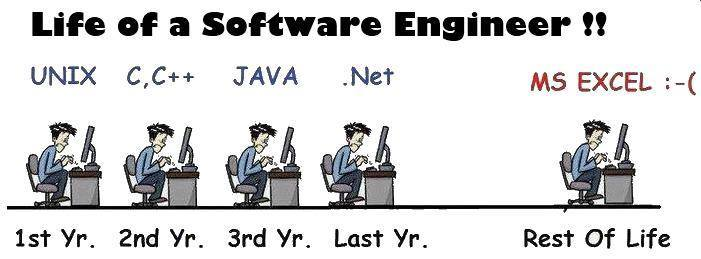 Life of a Software Engineer !!
UNIX C,C++ JAVA .Net MS EXCEL :-(
1st Yr. 2nd Yr. 3rd Yr. Last Yr. Rest Of Life